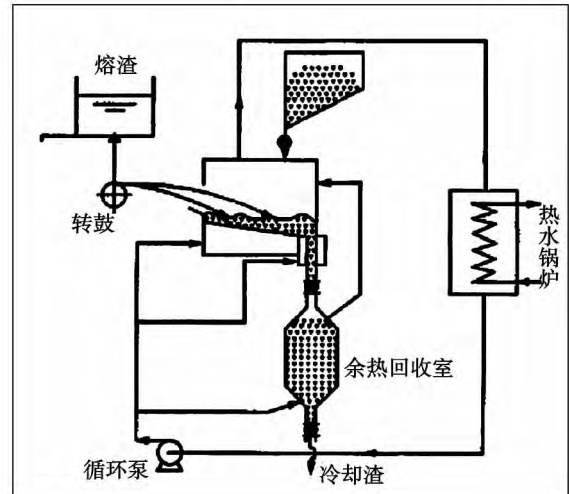 熔渣
转鼓
热水锅炉
余热回收室
循环泵
冷却渣